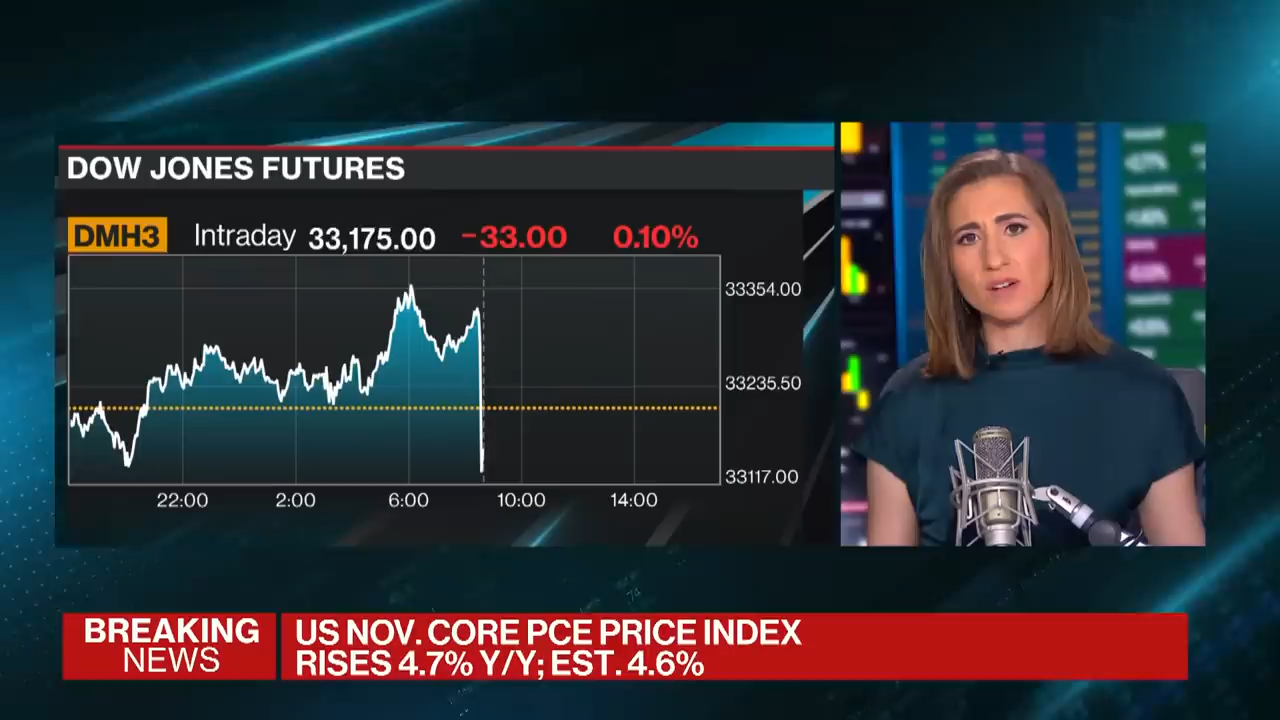 DOW JONES FUTURES
DMH3 Intraday 33,175.00 -33.00 0.10%
33354.00
33235.50
33117.00
22:00 2:00 6:00 10:00 14:00
BREAKING NEWS
US NOV. CORE PCE PRICE INDEX
RISES 4.7% Y/Y; EST. 4.6%